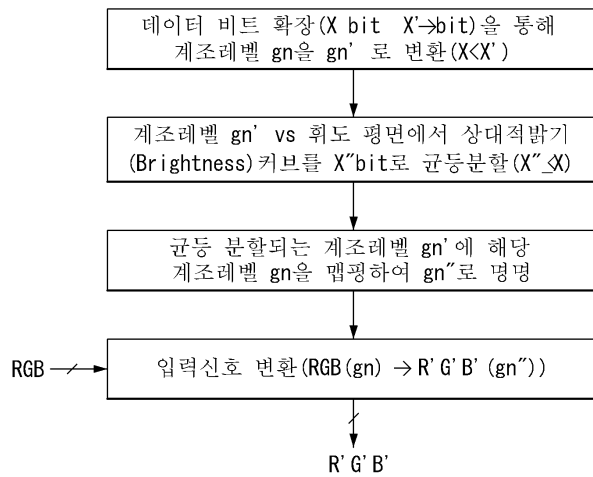 데이터 비트 확장(X bit X'→bit)을 통해
계조레벨 gn을 gn' 로 변환(X<X')
계조레벨 gn' vs 휘도 평면에서 상대적밝기
(Brightness)커브를 X"bit로 균등분할(X"≤X)
균등 분할되는 계조레벨 gn'에 해당
계조레벨 gn을 맵핑하여 gn"로 명명
RGB
입력신호 변환(RGB(gn) → R'G'B'(gn"))
R'G'B'